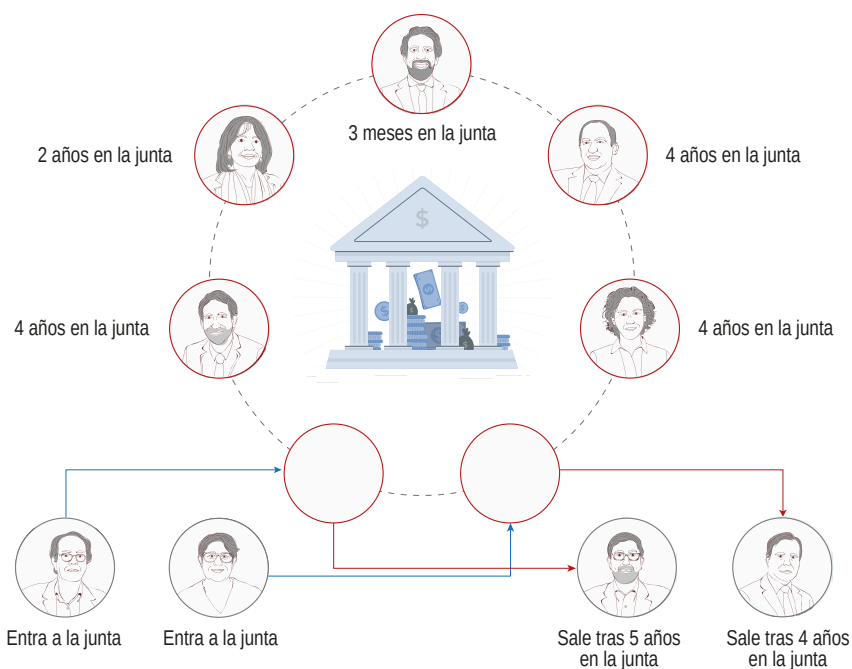 3 meses en la junta
2 años en la junta
4 años en la junta
$
4 años en la junta
4 años en la junta
Entra a la junta
Entra a la junta
Sale tras 5 años
en la junta
Sale tras 4 años
en la junta